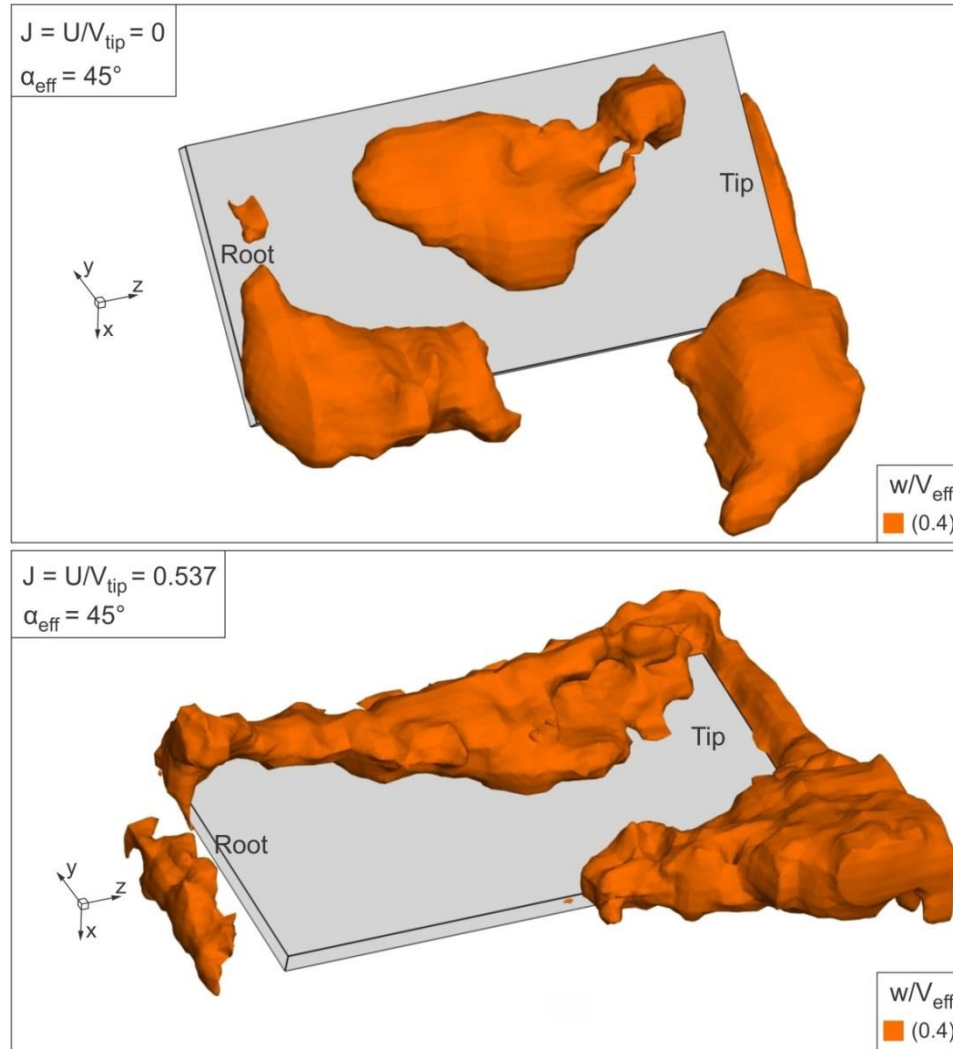 J = U/V_tip = 0
α_eff = 45°
Tip
Root
y
z
x
w/V_eff
(0.4)
J = U/V_tip = 0.537
α_eff = 45°
Tip
Root
y
z
x
w/V_eff
(0.4)